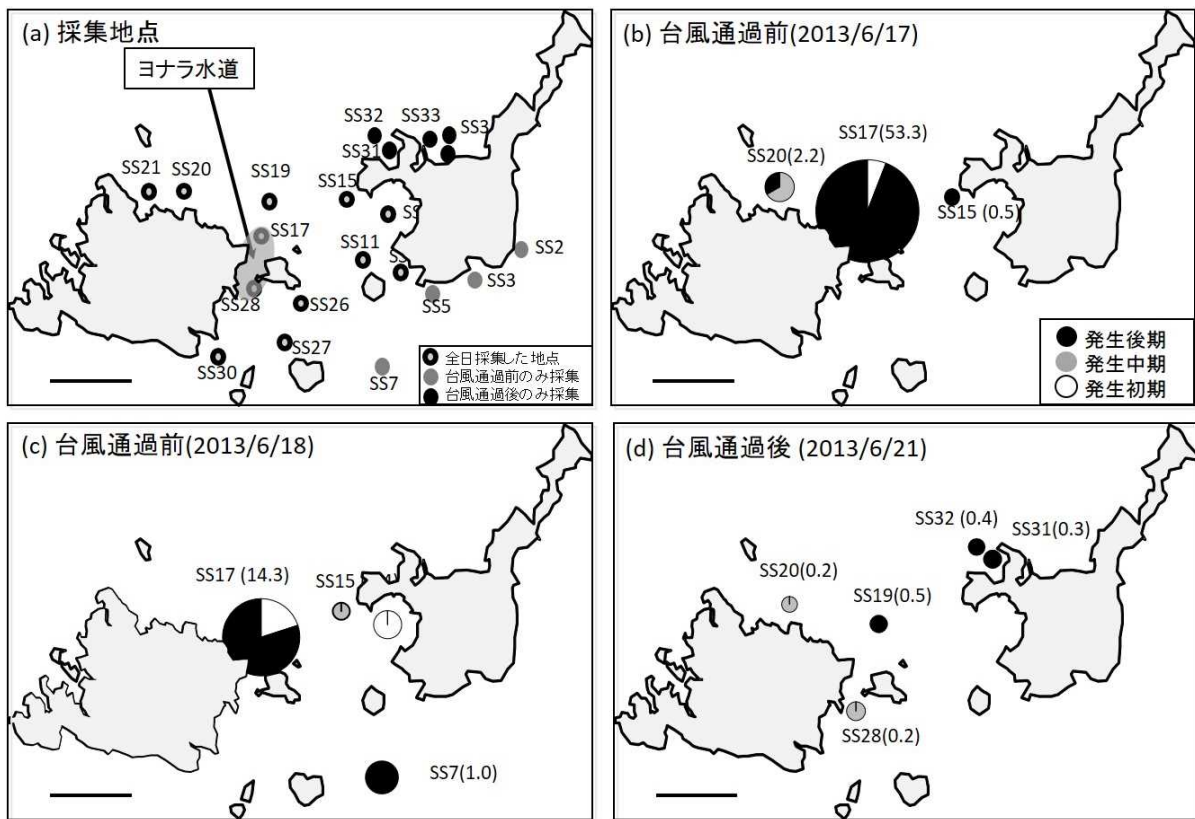 (a) 採集地点
ヨナラ水道
SS32
SS33
SS3
SS31
SS21
SS20
SS19
SS15
SS17
SS11
SS2
SS3
SS28
SS26
SS5
SS27
SS30
SS7
全日採集した地点
台風通過前のみ採集
台風通過後のみ採集
(b) 台風通過前(2013/6/17)
SS17(53.3)
SS20(2.2)
SS15 (0.5)
発生後期
発生中期
発生初期
(c) 台風通過前(2013/6/18)
SS17 (14.3)
SS15
SS7(1.0)
(d) 台風通過後 (2013/6/21)
SS32 (0.4)
SS31(0.3)
SS20(0.2)
SS19(0.5)
SS28(0.2)